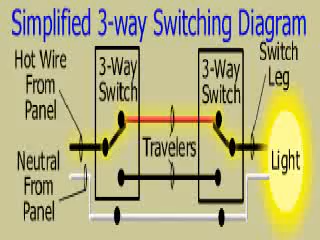 Simplified 3-way Switching Diagram
Hot Wire
From
Panel
3-Way
Switch
3-Way
Switch
Switch
Leg
Travelers
Light
Neutral
From
Panel